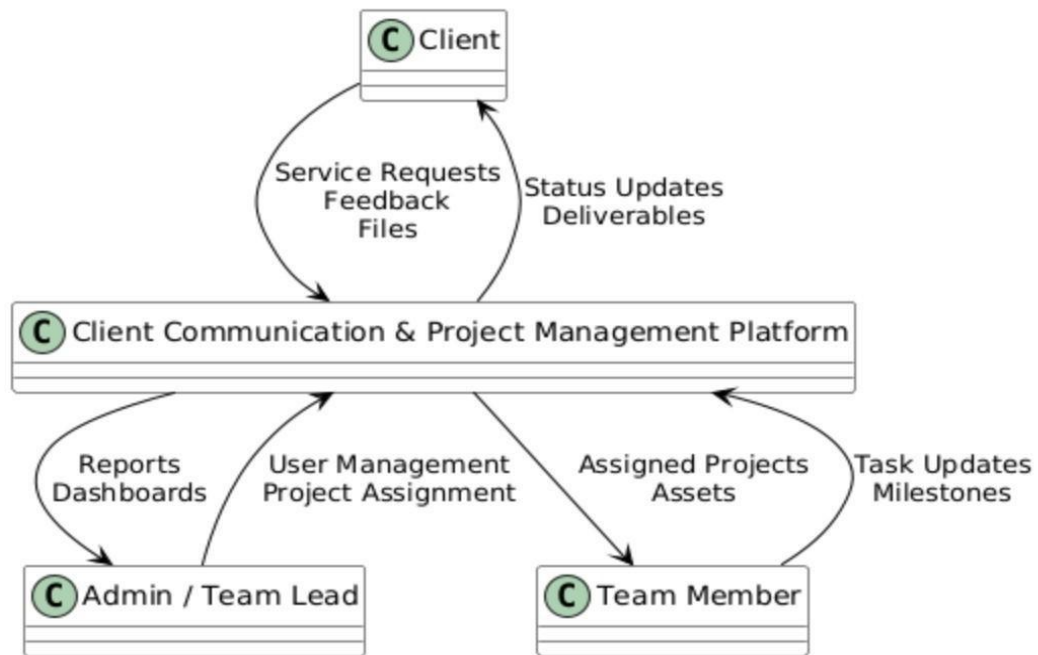 C Client
Service Requests
Feedback
Files
Status Updates
Deliverables
C Client Communication & Project Management Platform
Reports
Dashboards
User Management
Project Assignment
Assigned Projects
Assets
Task Updates
Milestones
C Admin / Team Lead
C Team Member